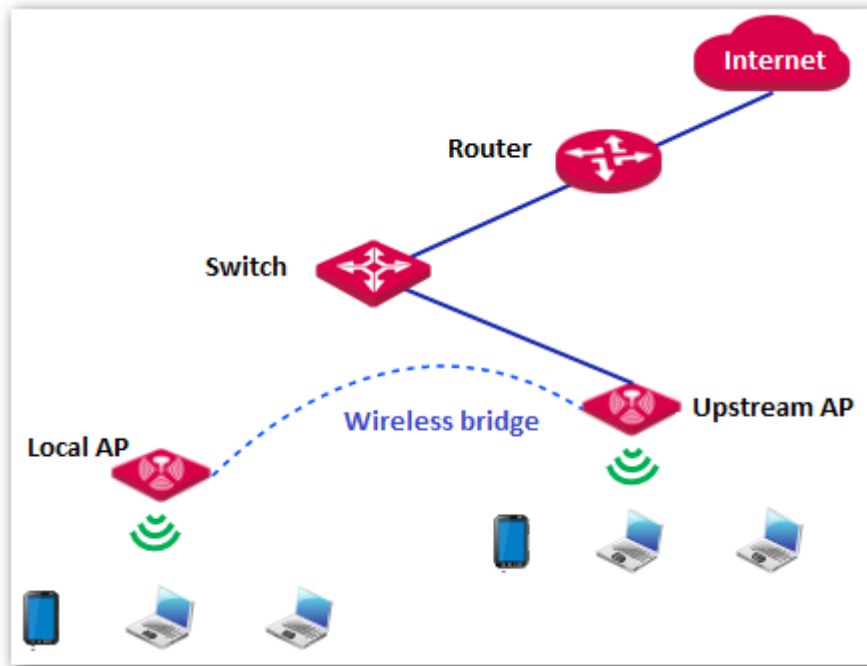 Internet
Router
Switch
Upstream AP
Wireless bridge
Local AP